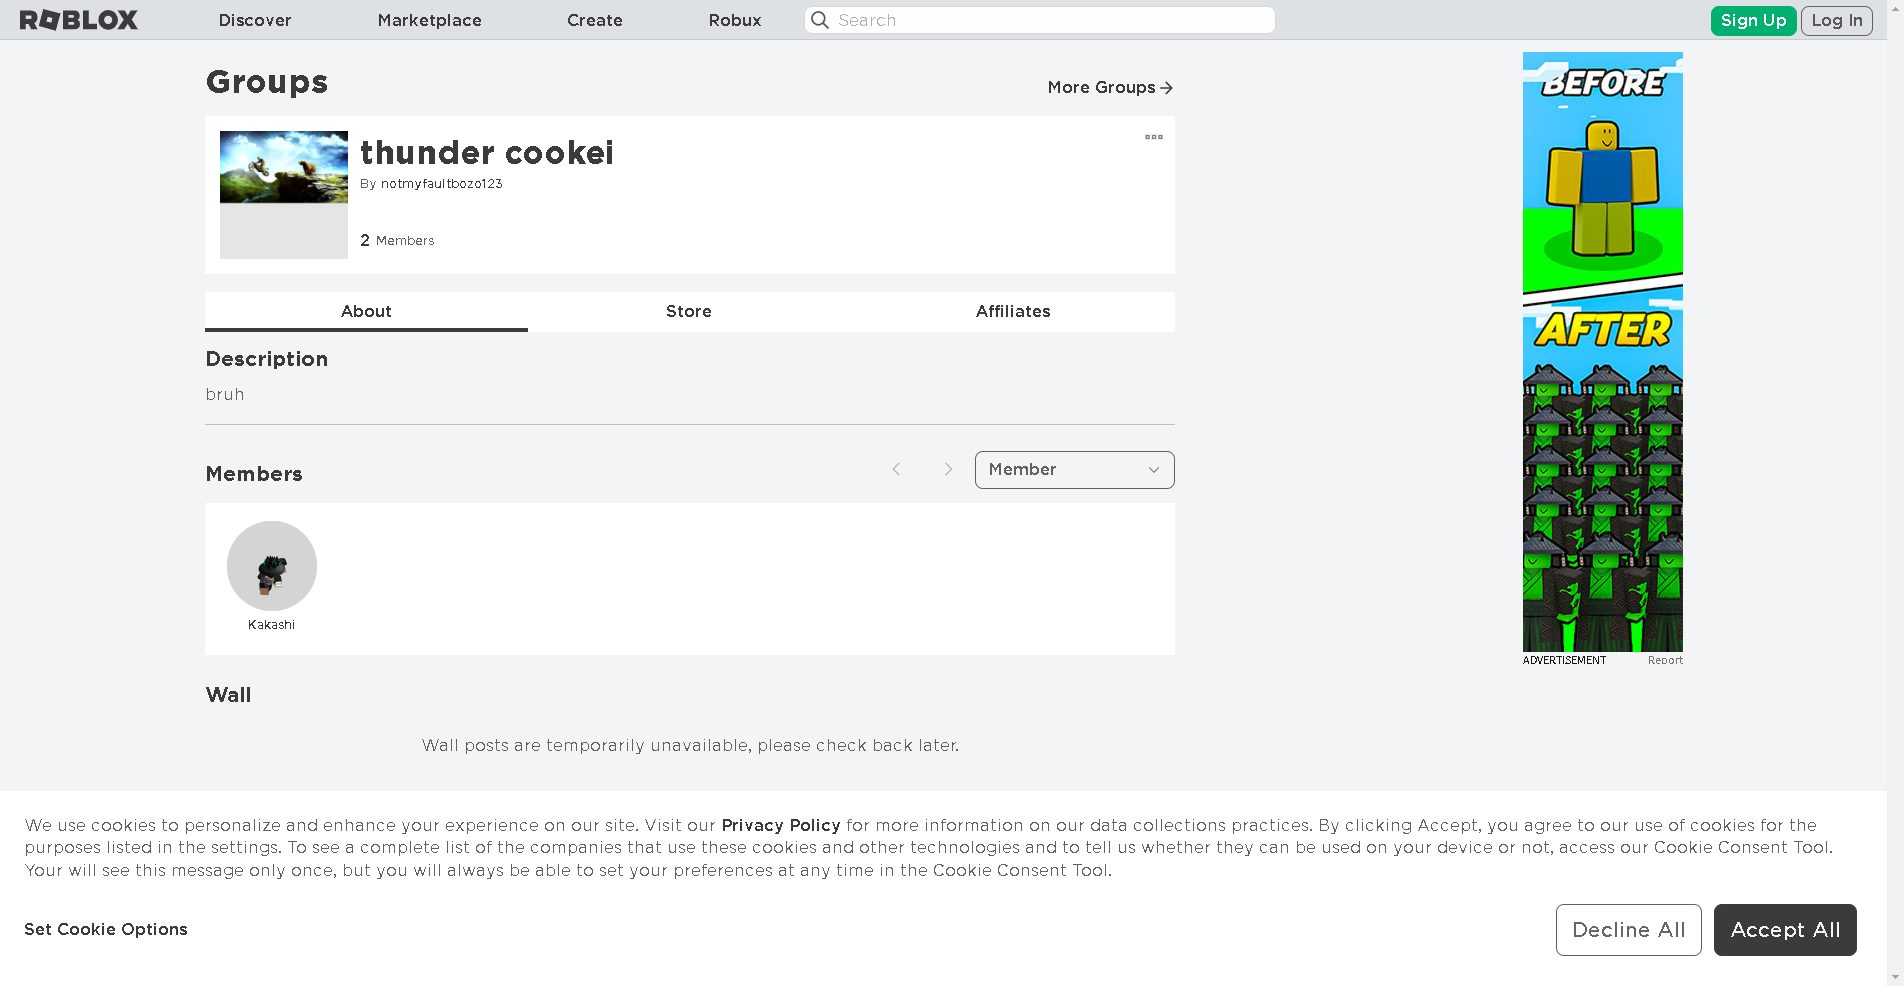 ROBLOX Discover Marketplace Create Robux Search Sign Up Log In
Groups
More Groups
thunder cookei
By notmyfaultbozo123
2 Members
About Store Affiliates
Description
bruh
Members
Member
Kakashi
Wall
Wall posts are temporarily unavailable, please check back later.
BEFORE
AFTER
ADVERTISEMENT Report
We use cookies to personalize and enhance your experience on our site. Visit our Privacy Policy for more information on our data collections practices. By clicking Accept, you agree to our use of cookies for the
purposes listed in the settings. To see a complete list of the companies that use these cookies and other technologies and to tell us whether they can be used on your device or not, access our Cookie Consent Tool.
Your will see this message only once, but you will always be able to set your preferences at any time in the Cookie Consent Tool.
Set Cookie Options
Decline All
Accept All